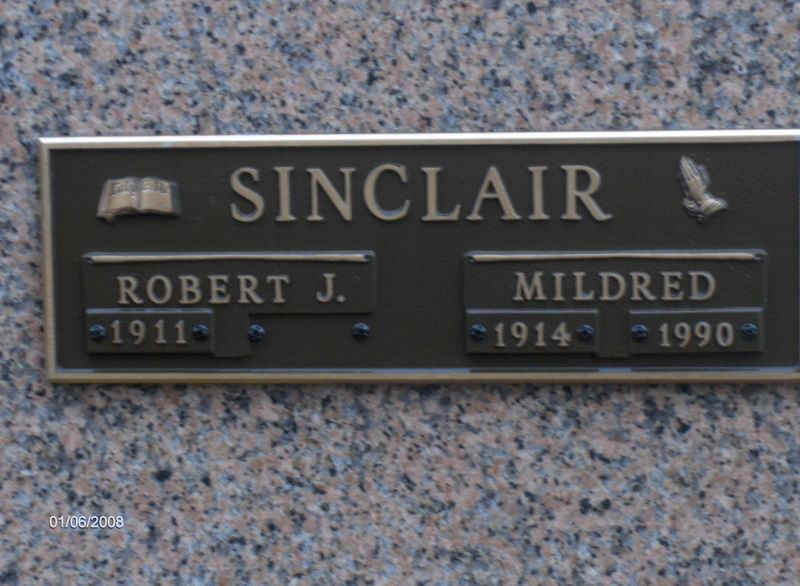 SINCLAIR
ROBERT J. MILDRED
1911 1914 1990
01/06/2008